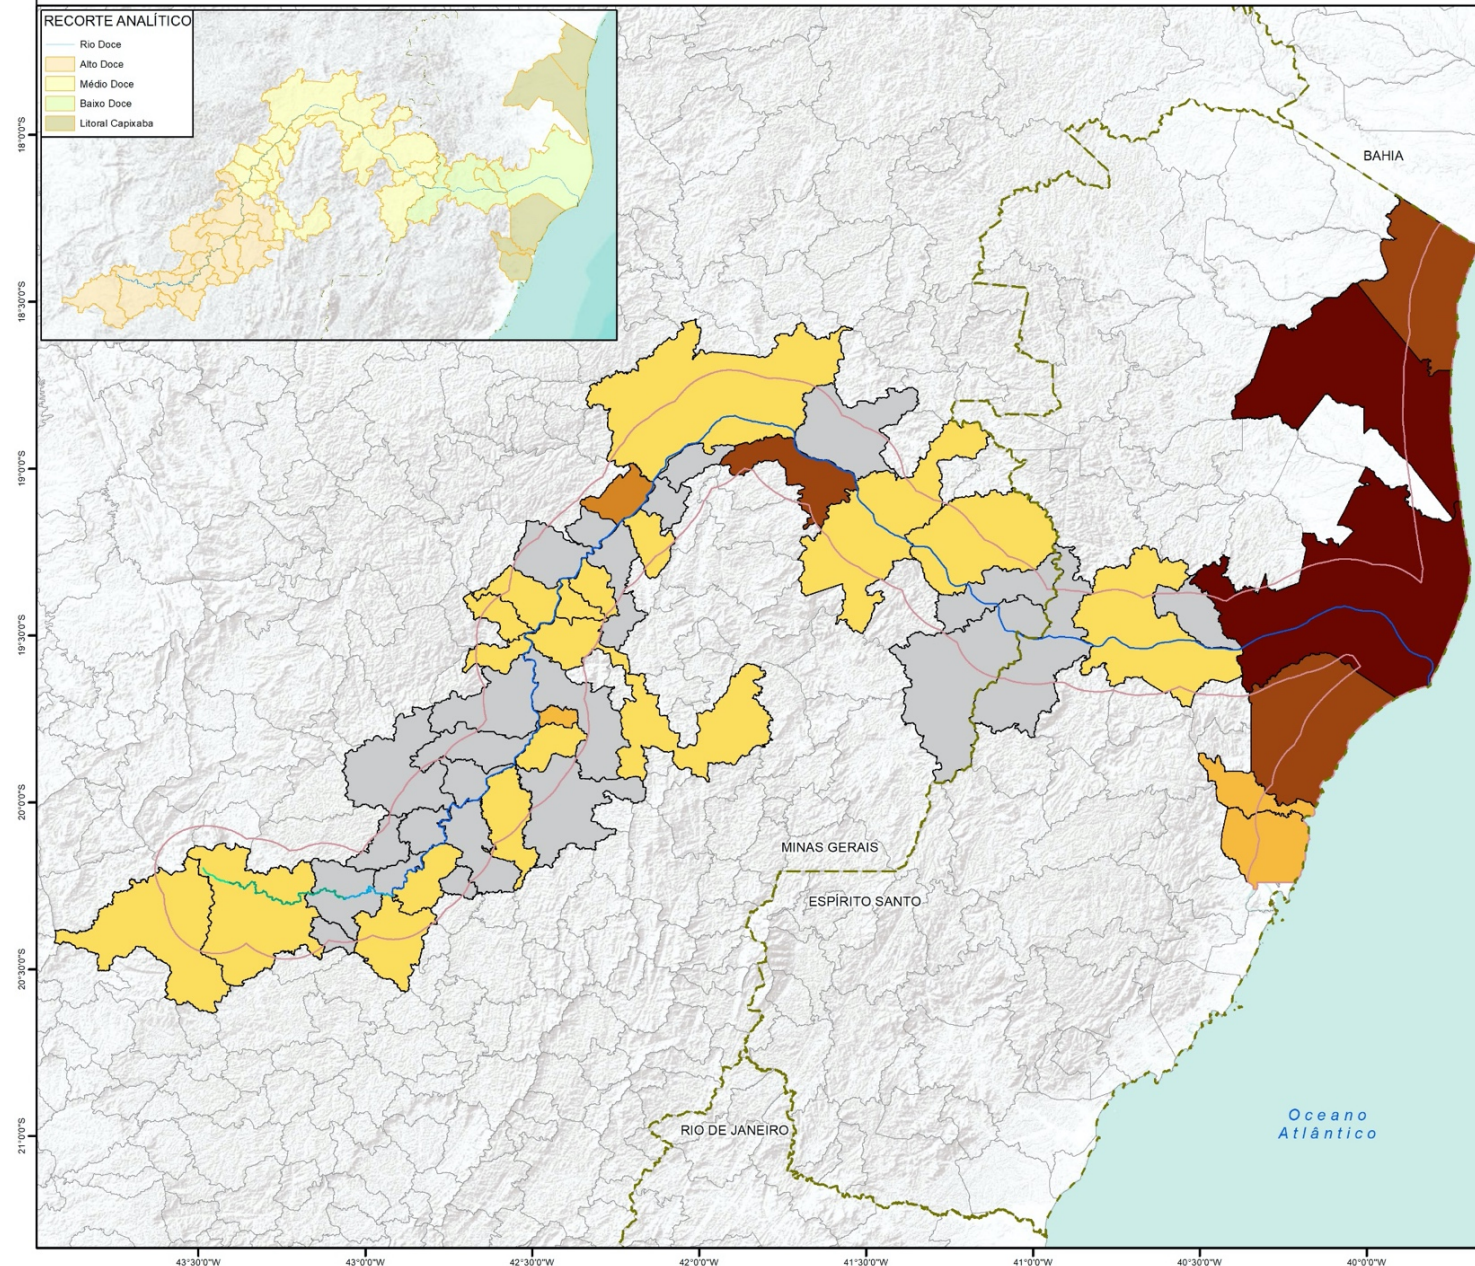 RECORTE ANALÍTICO
Rio Doce
Alto Doce
Médio Doce
Baixo Doce
Litoral Capixaba
BAHIA
MINAS GERAIS
ESPÍRITO SANTO
RIO DE JANEIRO
Oceano
Atlântico
18°0'0"S
18°30'0"S
19°0'0"S
19°30'0"S
20°0'0"S
20°30'0"S
21°0'0"S
43°30'0"W
43°0'0"W
42°30'0"W
42°0'0"W
41°30'0"W
41°0'0"W
40°30'0"W
40°0'0"W